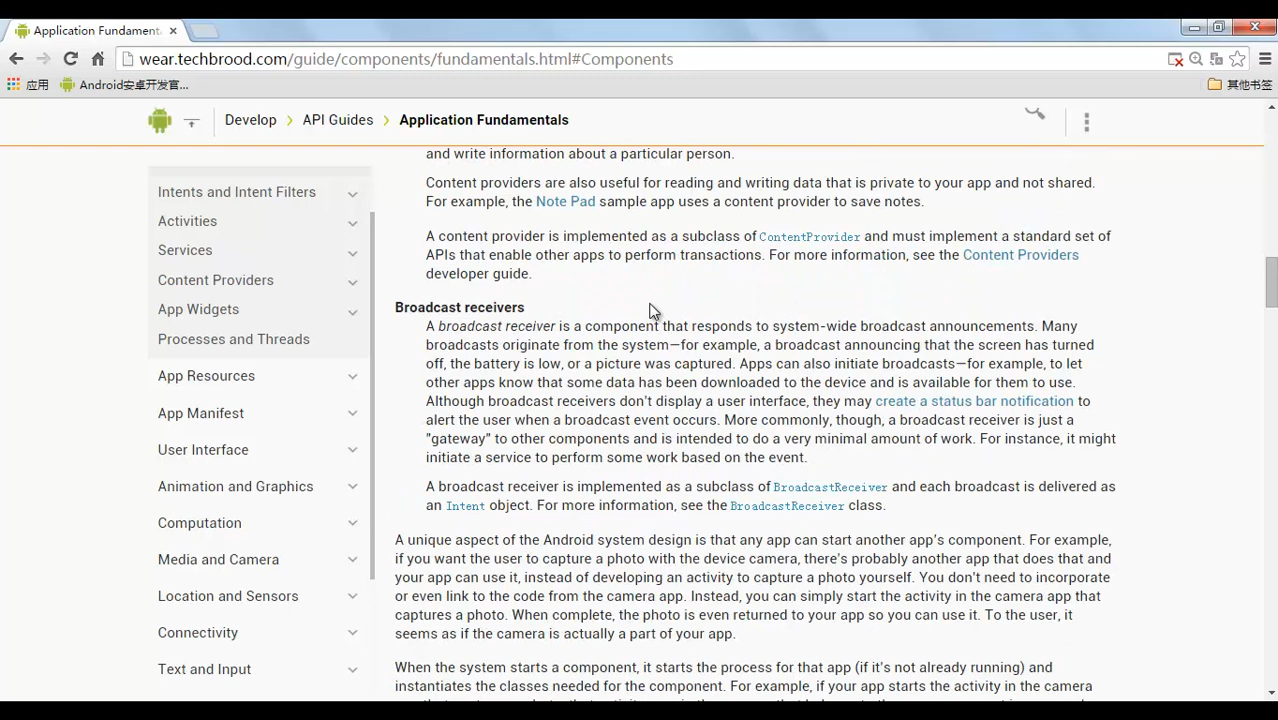 Application Fundament
wear.techbrood.com/guide/components/fundamentals.html#Components
应用
Android安卓开发官...
其他书签
Develop
API Guides
Application Fundamentals
Intents and Intent Filters
Activities
Services
Content Providers
App Widgets
Processes and Threads
App Resources
App Manifest
User Interface
Animation and Graphics
Computation
Media and Camera
Location and Sensors
Connectivity
Text and Input
and write information about a particular person.
Content providers are also useful for reading and writing data that is private to your app and not shared.
For example, the Note Pad sample app uses a content provider to save notes.
A content provider is implemented as a subclass of ContentProvider and must implement a standard set of
APIs that enable other apps to perform transactions. For more information, see the Content Providers
developer guide.
Broadcast receivers
A broadcast receiver is a component that responds to system-wide broadcast announcements. Many
broadcasts originate from the system—for example, a broadcast announcing that the screen has turned
off, the battery is low, or a picture was captured. Apps can also initiate broadcasts—for example, to let
other apps know that some data has been downloaded to the device and is available for them to use.
Although broadcast receivers don't display a user interface, they may create a status bar notification to
alert the user when a broadcast event occurs. More commonly, though, a broadcast receiver is just a
"gateway" to other components and is intended to do a very minimal amount of work. For instance, it might
initiate a service to perform some work based on the event.
A broadcast receiver is implemented as a subclass of BroadcastReceiver and each broadcast is delivered as
an Intent object. For more information, see the BroadcastReceiver class.
A unique aspect of the Android system design is that any app can start another app's component. For example,
if you want the user to capture a photo with the device camera, there's probably another app that does that and
your app can use it, instead of developing an activity to capture a photo yourself. You don't need to incorporate
or even link to the code from the camera app. Instead, you can simply start the activity in the camera app that
captures a photo. When complete, the photo is even returned to your app so you can use it. To the user, it
seems as if the camera is actually a part of your app.
When the system starts a component, it starts the process for that app (if it's not already running) and
instantiates the classes needed for the component. For example, if your app starts the activity in the camera